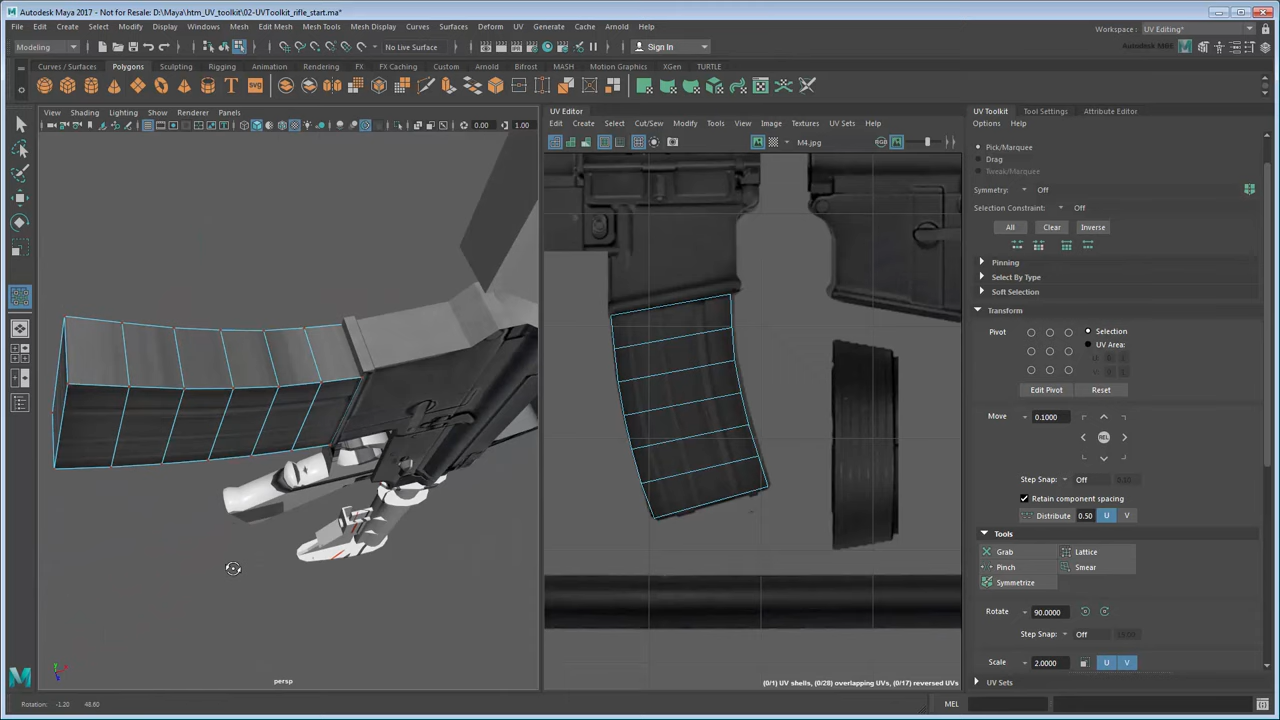 Autodesk Maya 2017 - Not for Resale: D:\Maya\htm_UV_toolkit\02-UVToolkit_rifle_start.ma*
File Edit Create Select Modify Display Windows Mesh Edit Mesh Mesh Tools Mesh Display Curves Surfaces Deform UV Generate Cache Arnold Help
Workspace: UV Editing*
Modeling No Live Surface Sign In Autodesk MBE
Curves / Surfaces Polygons Sculpting Rigging Animation Rendering FX FX Caching Custom Arnold Bifrost MASH Motion Graphics XGen TURTLE
View Shading Lighting Show Renderer Panels
0.00 1.00
persp
UV Editor
Edit Create Select Cut/Sew Modify Tools View Image Textures UV Sets Help
M4.jpg
(0/1) UV shells, (0/28) overlapping UVs, (0/17) reversed UVs
UV Toolkit Tool Settings Attribute Editor
Options Help
Pick/Marquee
Drag
Tweak/Marquee
Symmetry: Off
Selection Constraint: Off
All Clear Inverse
Pinning
Select By Type
Soft Selection
Transform
Pivot Selection
UV Area:
Edit Pivot Reset
Move 0.1000
REL
Step Snap: Off
Retain component spacing
Distribute 0.50 U V
Tools
Grab Lattice
Pinch Smear
Symmetrize
Rotate 90.0000
Step Snap: Off
Scale 2.0000 U V
UV Sets
Rotation: -1.20 48.60
MEL